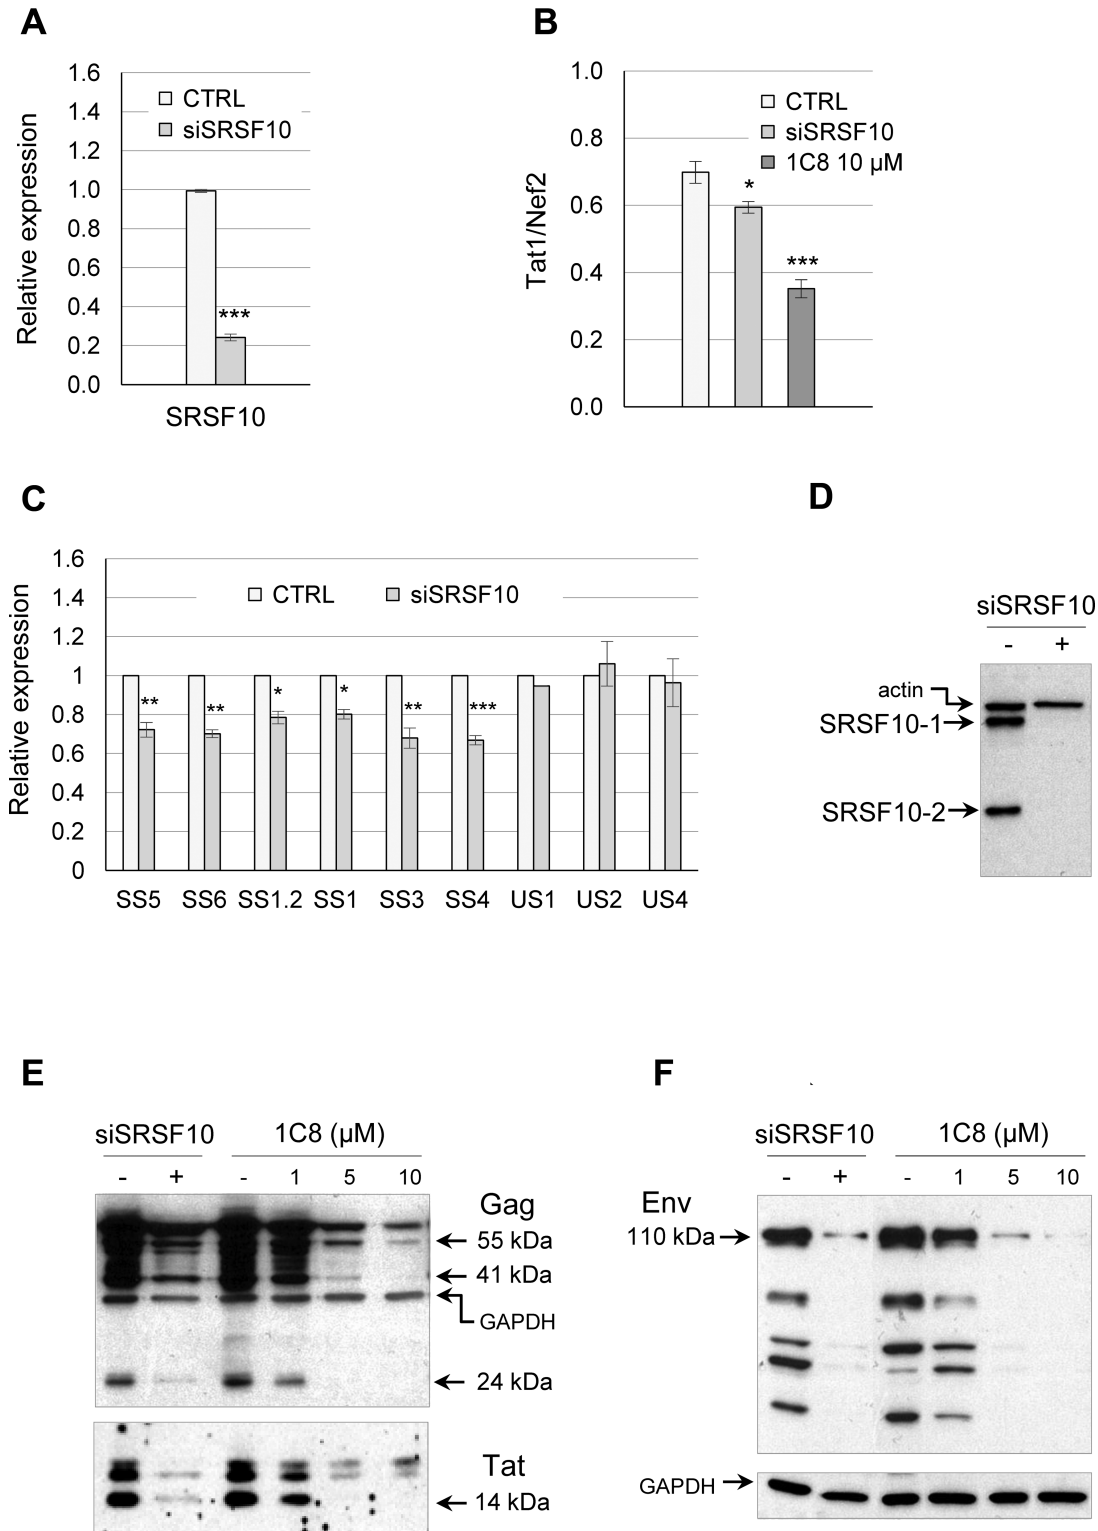 A
Relative expression
1.6
1.4
1.2
1.0
0.8
0.6
0.4
0.2
0.0
CTRL
siSRSF10
***
SRSF10
B
Tat1/Nef2
1.0
0.8
0.6
0.4
0.2
0.0
CTRL
siSRSF10
1C8 10 µM
*
***
C
Relative expression
1.6
1.4
1.2
1
0.8
0.6
0.4
0.2
0
CTRL siSRSF10
** ** * * ** ***
SS5 SS6 SS1.2 SS1 SS3 SS4 US1 US2 US4
D
siSRSF10
- +
actin
SRSF10-1
SRSF10-2
E
siSRSF10 1C8 (µM)
- + - 1 5 10
Gag
55 kDa
41 kDa
GAPDH
24 kDa
Tat
14 kDa
F
siSRSF10 1C8 (µM)
- + - 1 5 10
Env
110 kDa
GAPDH